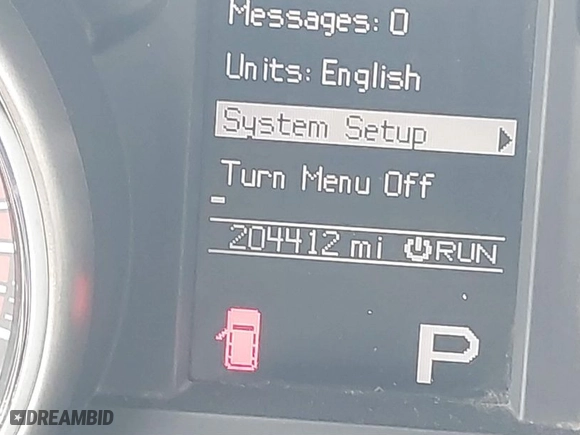 Messages: 0
Units: English
System Setup
Turn Menu Off
204412 mi RUN
P
DREAMBID